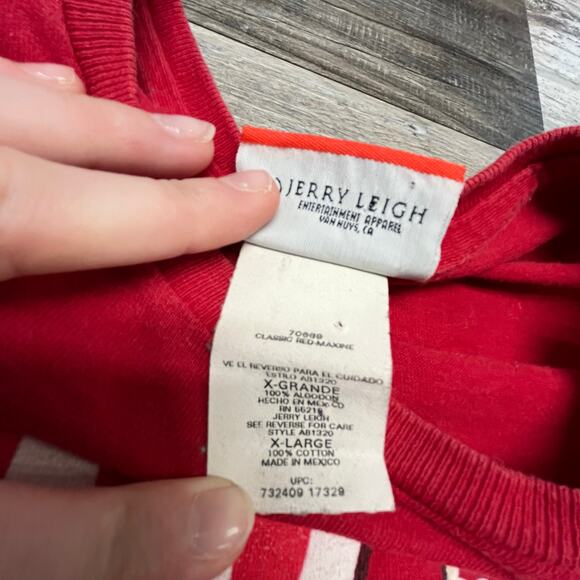 JERRY LEIGH
ENTERTAINMENT APPAREL
VAN NUYS, CA
CLASSIC RED-MAXINE
VE EL REVERSO PARA EL CUIDADO
ESTILO AB1320
X-GRANDE
100% ALGODON
HECHO EN MEXICO
RN 66219
JERRY LEIGH
SEE REVERSE FOR CARE
STYLE AB1320
X-LARGE
100% COTTON
MADE IN MEXICO
UPC:
732409 17329